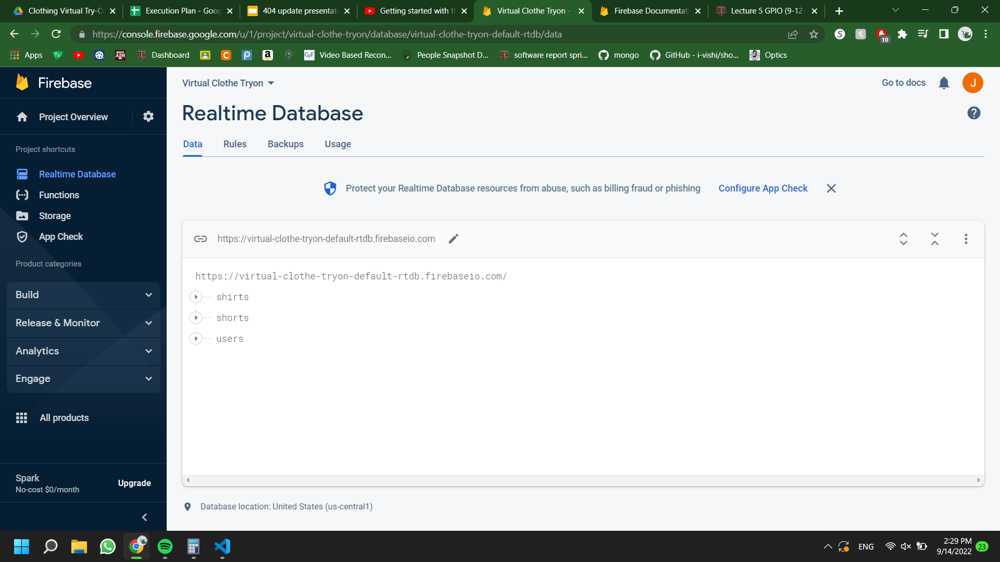 Clothing Virtual Try-O
Execution Plan - Goog
404 update presentati
Getting started with t
Virtual Clothe Tryon -
Firebase Documentati
Lecture 5 GPIO (9-12-
https://console.firebase.google.com/u/1/project/virtual-clothe-tryon/database/virtual-clothe-tryon-default-rtdb/data
10
Apps
Dashboard
Video Based Recon...
People Snapshot D...
software report spri...
mongo
GitHub - i-vishi/sho...
Optics
Firebase
Virtual Clothe Tryon
Go to docs
J
Project Overview
Realtime Database
Project shortcuts
Data
Rules
Backups
Usage
Realtime Database
Functions
Storage
App Check
Protect your Realtime Database resources from abuse, such as billing fraud or phishing
Configure App Check
https://virtual-clothe-tryon-default-rtdb.firebaseio.com
Product categories
Build
Release & Monitor
Analytics
Engage
All products
https://virtual-clothe-tryon-default-rtdb.firebaseio.com/
shirts
shorts
users
Spark
No-cost $0/month
Upgrade
Database location: United States (us-central1)
ENG
2:29 PM
9/14/2022
23